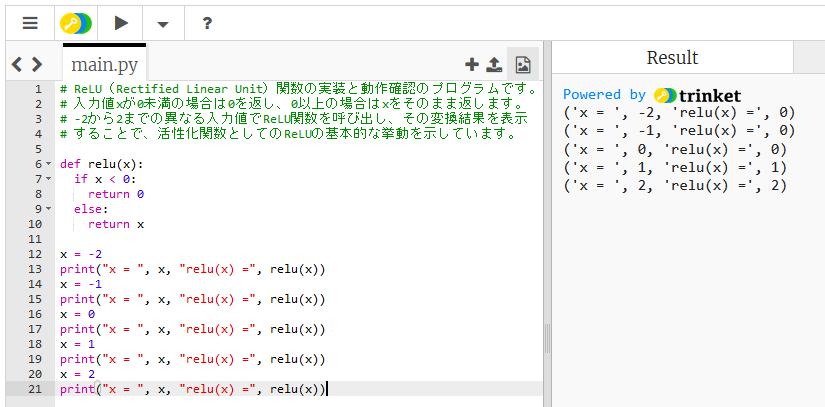 ?
main.py
Result
1 # ReLU（Rectified Linear Unit）関数の実装と動作確認のプログラムです。
2 # 入力値xが0未満の場合は0を返し、0以上の場合はxをそのまま返します。
3 # -2から2までの異なる入力値でReLU関数を呼び出し、その変換結果を表示
4 # することで、活性化関数としてのReLUの基本的な挙動を示しています。
5
6 def relu(x):
7   if x < 0:
8     return 0
9   else:
10     return x
11
12 x = -2
13 print("x = ", x, "relu(x) =", relu(x))
14 x = -1
15 print("x = ", x, "relu(x) =", relu(x))
16 x = 0
17 print("x = ", x, "relu(x) =", relu(x))
18 x = 1
19 print("x = ", x, "relu(x) =", relu(x))
20 x = 2
21 print("x = ", x, "relu(x) =", relu(x))
Powered by trinket
('x = ', -2, 'relu(x) =', 0)
('x = ', -1, 'relu(x) =', 0)
('x = ', 0, 'relu(x) =', 0)
('x = ', 1, 'relu(x) =', 1)
('x = ', 2, 'relu(x) =', 2)